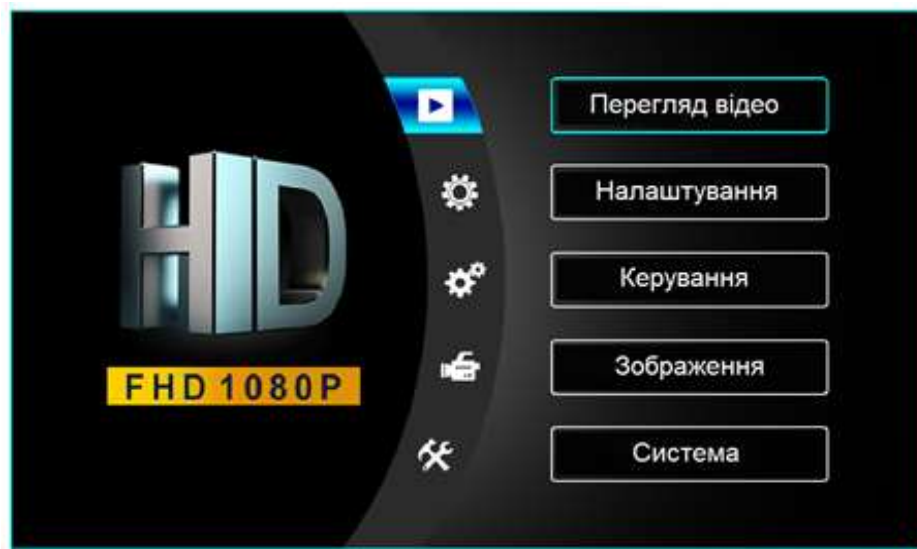 HD
FHD 1080P
Перегляд відео
Налаштування
Керування
Зображення
Система